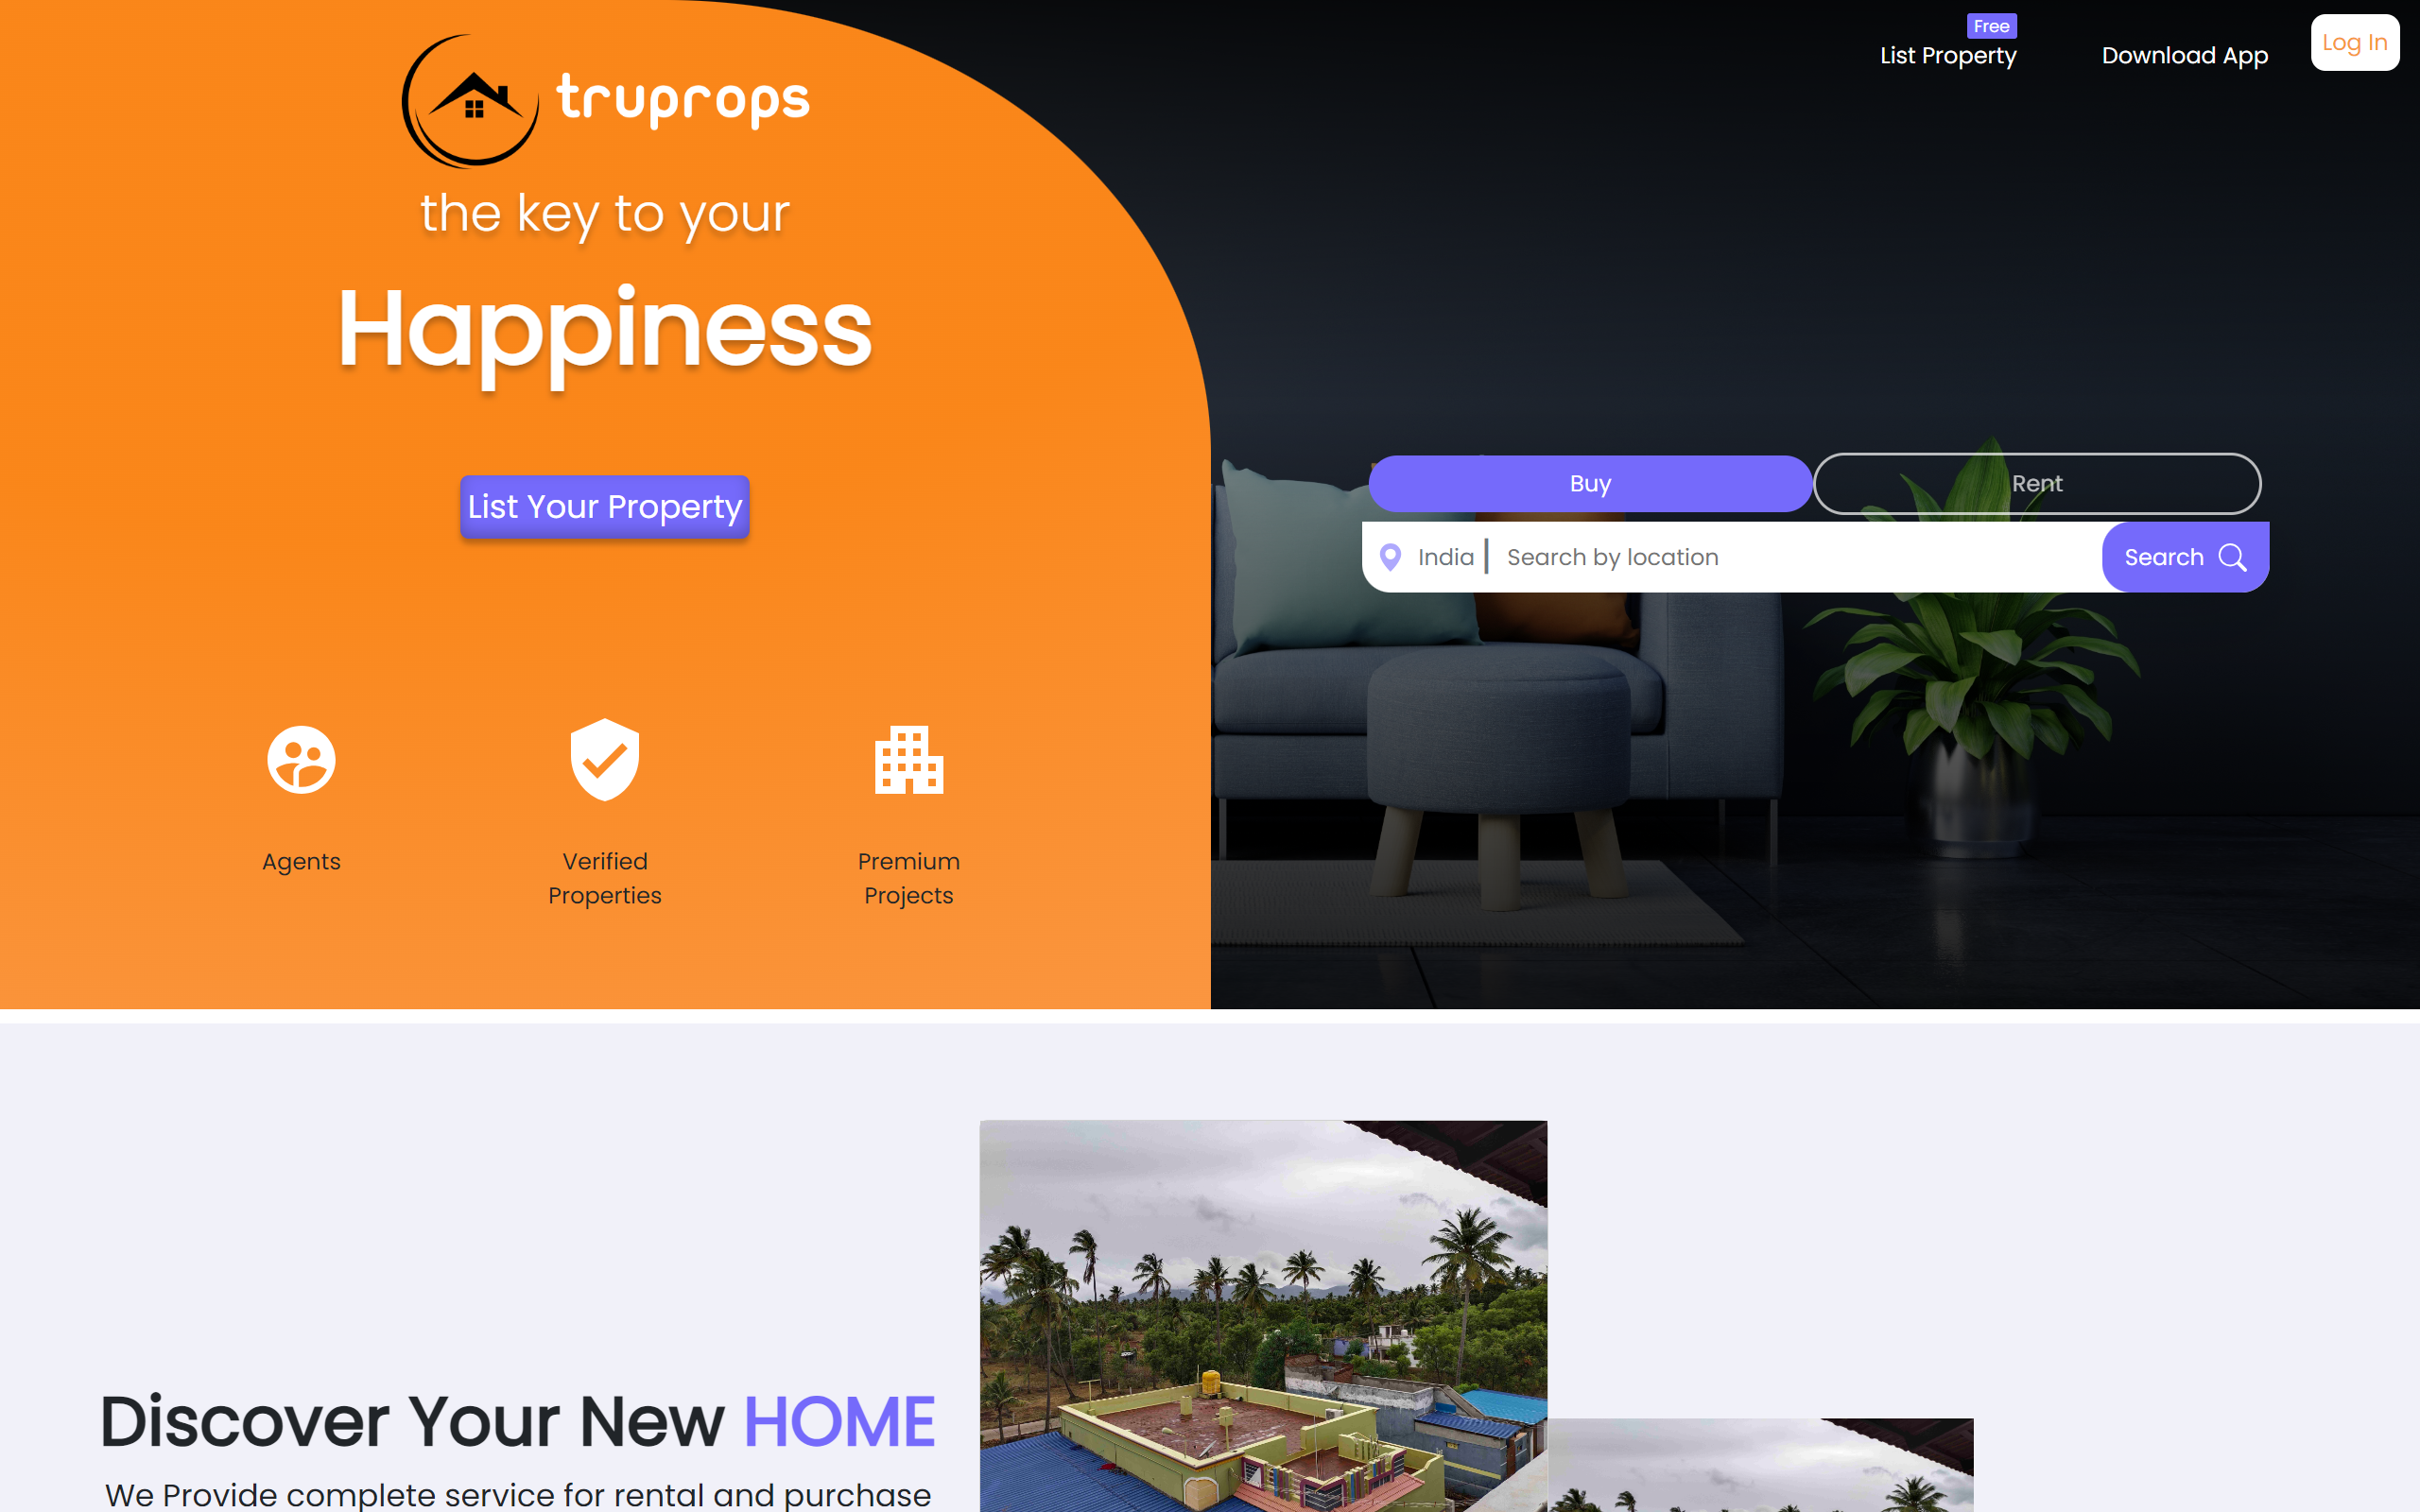 Free
List Property
Download App
Log In
truprops
the key to your
Happiness
List Your Property
Buy
Rent
India
Search by location
Search
Agents
Verified
Properties
Premium
Projects
Discover Your New HOME
We Provide complete service for rental and purchase